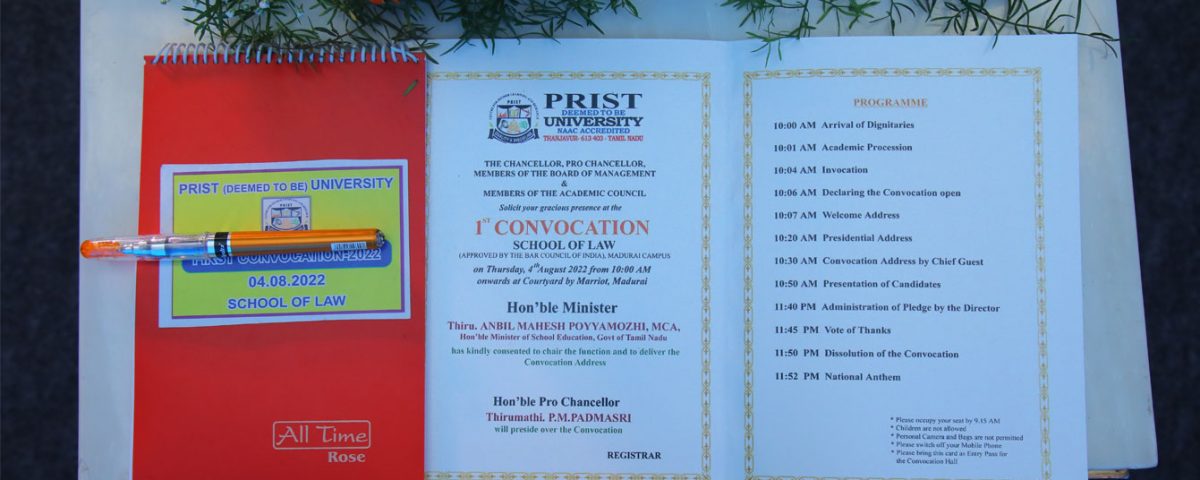 PRIST (DEEMED TO BE) UNIVERSITY
PRIST
FIRST CONVOCATION-2022
04.08.2022
SCHOOL OF LAW
All Time
Rose
PRIST
PRIST
DEEMED TO BE
UNIVERSITY
NAAC ACCREDITED
THANJAVUR- 613 403 - TAMIL NADU
THE CHANCELLOR, PRO CHANCELLOR,
MEMBERS OF THE BOARD OF MANAGEMENT
&
MEMBERS OF THE ACADEMIC COUNCIL
Solicit your gracious presence at the
1ST CONVOCATION
SCHOOL OF LAW
(APPROVED BY THE BAR COUNCIL OF INDIA), MADURAI CAMPUS
on Thursday, 4th August 2022 from 10:00 AM
onwards at Courtyard by Marriot, Madurai
Hon'ble Minister
Thiru. ANBIL MAHESH POYYAMOZHI, MCA,
Hon'ble Minister of School Education, Govt of Tamil Nadu
has kindly consented to chair the function and to deliver the
Convocation Address
Hon'ble Pro Chancellor
Thirumathi. P.M.PADMASRI
will preside over the Convocation
REGISTRAR
PROGRAMME
10:00 AM Arrival of Dignitaries
10:01 AM Academic Procession
10:04 AM Invocation
10:06 AM Declaring the Convocation open
10:07 AM Welcome Address
10:20 AM Presidential Address
10:30 AM Convocation Address by Chief Guest
10:50 AM Presentation of Candidates
11:40 PM Administration of Pledge by the Director
11:45 PM Vote of Thanks
11:50 PM Dissolution of the Convocation
11:52 PM National Anthem
* Please occupy your seat by 9.15 AM
* Children are not allowed
* Personal Camera and Bags are not permitted
* Please switch off your Mobile Phone
* Please bring this card as Entry Pass for
the Convocation Hall